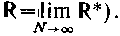 R=lim R*).
N→∞